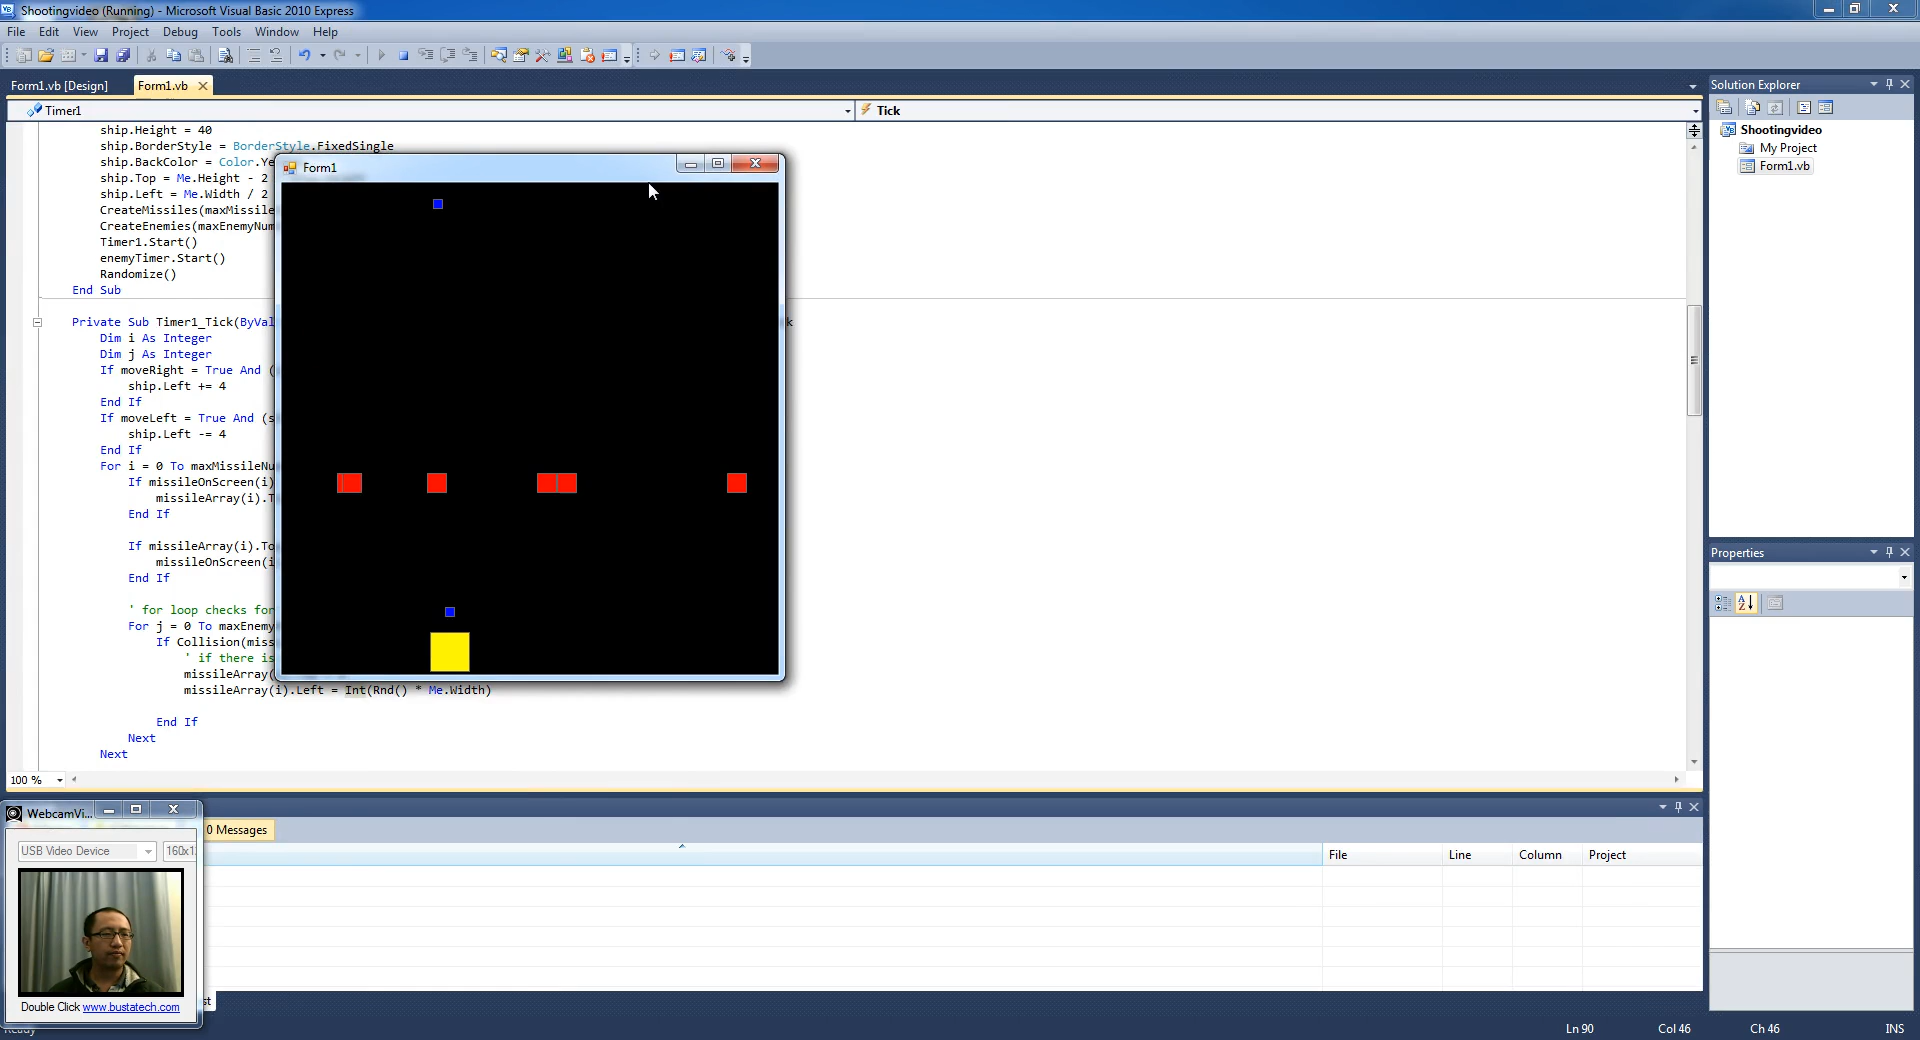 Shootingvideo (Running) - Microsoft Visual Basic 2010 Express
File Edit View Project Debug Tools Window Help
Form1.vb [Design] Form1.vb
Timer1 Tick
ship.Height = 40
ship.BorderStyle = BorderStyle.FixedSingle
ship.BackColor = Color.Ye
ship.Top = Me.Height - 2
ship.Left = Me.Width / 2
CreateMissiles(maxMissile
CreateEnemies(maxEnemyNum
Timer1.Start()
enemyTimer.Start()
Randomize()
End Sub
Private Sub Timer1_Tick(ByVal k
Dim i As Integer
Dim j As Integer
If moveRight = True And (
ship.Left += 4
End If
If moveLeft = True And (s
ship.Left -= 4
End If
For i = 0 To maxMissileNu
If missileOnScreen(i)
missileArray(i).T
End If
If missileArray(i).To
missileOnScreen(i
End If
' for loop checks for
For j = 0 To maxEnemy
If Collision(miss
' if there is
missileArray(
missileArray(i).Left = Int(Rnd() * Me.Width)
End If
Next
Next
100 %
Form1
Solution Explorer
Shootingvideo
My Project
Form1.vb
Properties
0 Messages
File Line Column Project
WebcamVi...
USB Video Device 160x1
Double Click www.bustatech.com
st
Ready
Ln 90 Col 46 Ch 46 INS